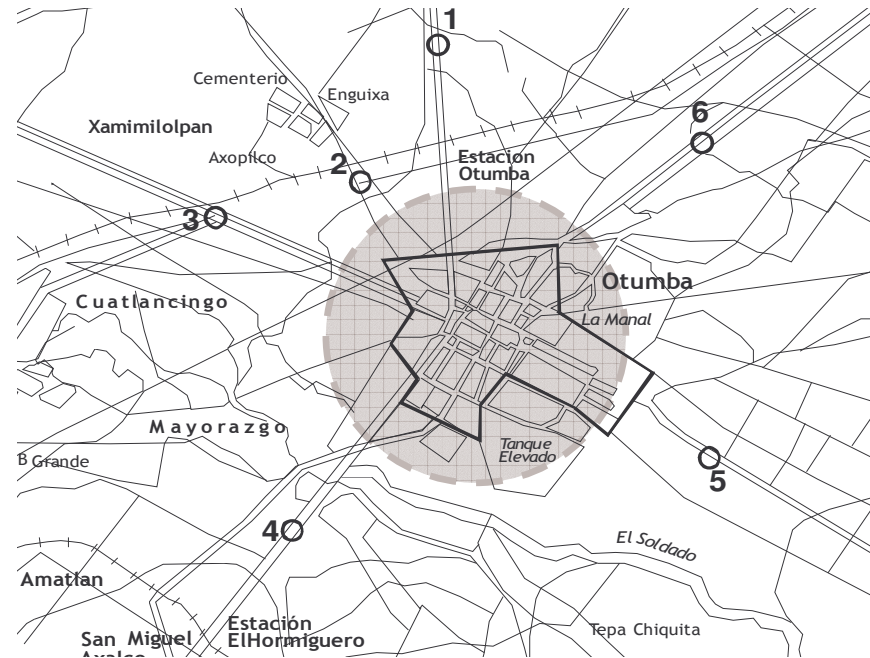 1
Cementerio
Enguixa
6
Xamimilolpan
Axopilco
2
Estacion
Otumba
3
Otumba
Cuatlancingo
La Manal
Mayorazgo
Tanque
Elevado
B Grande
5
4
El Soldado
Amatlan
Estación
ElHormiguero
Tepa Chiquita
San Miguel
Axalco